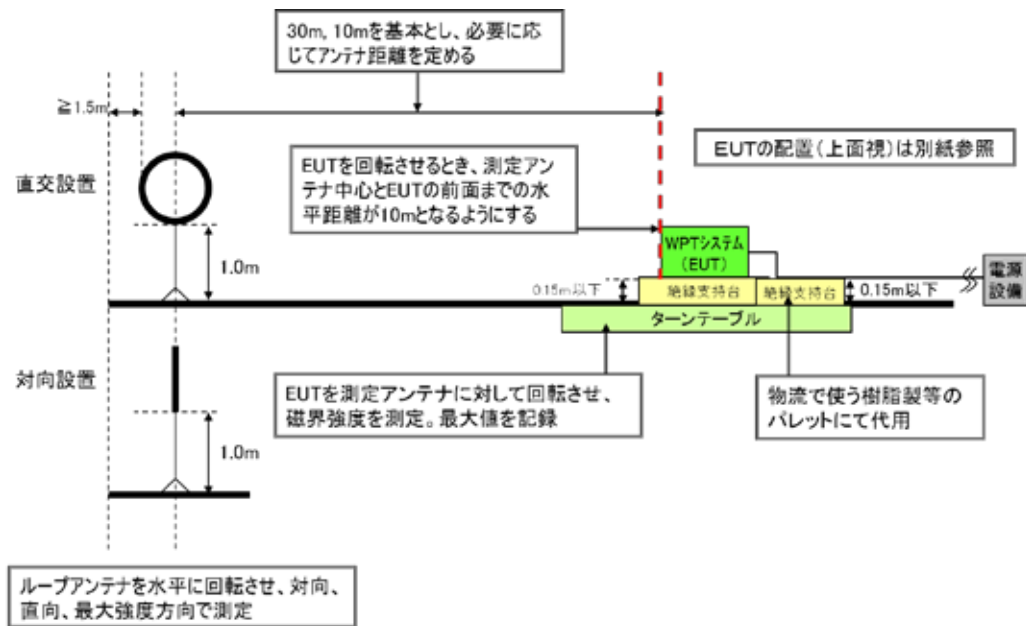 30m, 10mを基本とし、必要に応
じてアンテナ距離を定める
≧1.5m
EUTの配置(上面視)は別紙参照
EUTを回転させるとき、測定アン
テナ中心とEUTの前面までの水
平距離が10mとなるようにする
直交設置
WPTシステム
(EUT)
1.0m
0.15m以下
絶縁支持台
絶縁支持台
0.15m以下
電源
設備
ターンテーブル
対向設置
EUTを測定アンテナに対して回転させ、
磁界強度を測定。最大値を記録
物流で使う樹脂製等の
パレットにて代用
1.0m
ループアンテナを水平に回転させ、対向、
直向、最大強度方向で測定